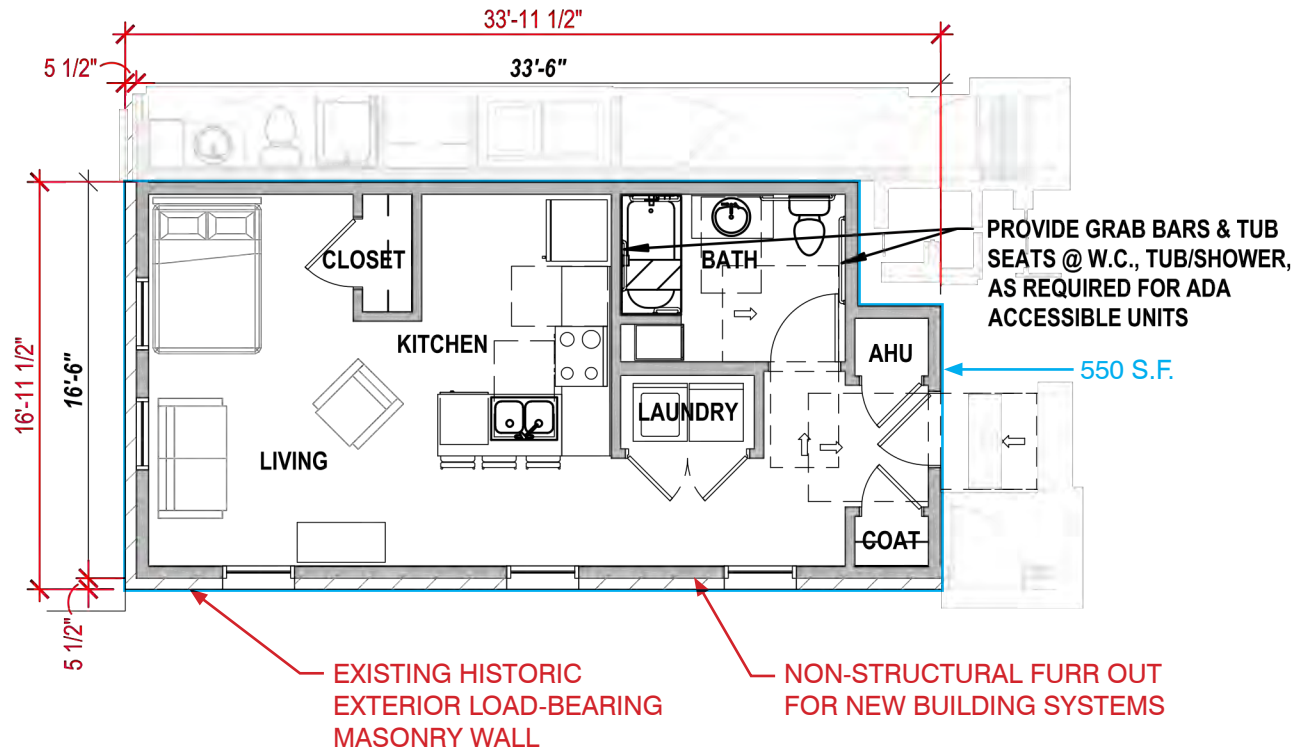 33'-11 1/2"
5 1/2"
33'-6"
16'-11 1/2"
16'-6"
5 1/2"
CLOSET
BATH
KITCHEN
AHU
LAUNDRY
LIVING
COAT
PROVIDE GRAB BARS & TUB
SEATS @ W.C., TUB/SHOWER,
AS REQUIRED FOR ADA
ACCESSIBLE UNITS
550 S.F.
EXISTING HISTORIC
EXTERIOR LOAD-BEARING
MASONRY WALL
NON-STRUCTURAL FURR OUT
FOR NEW BUILDING SYSTEMS